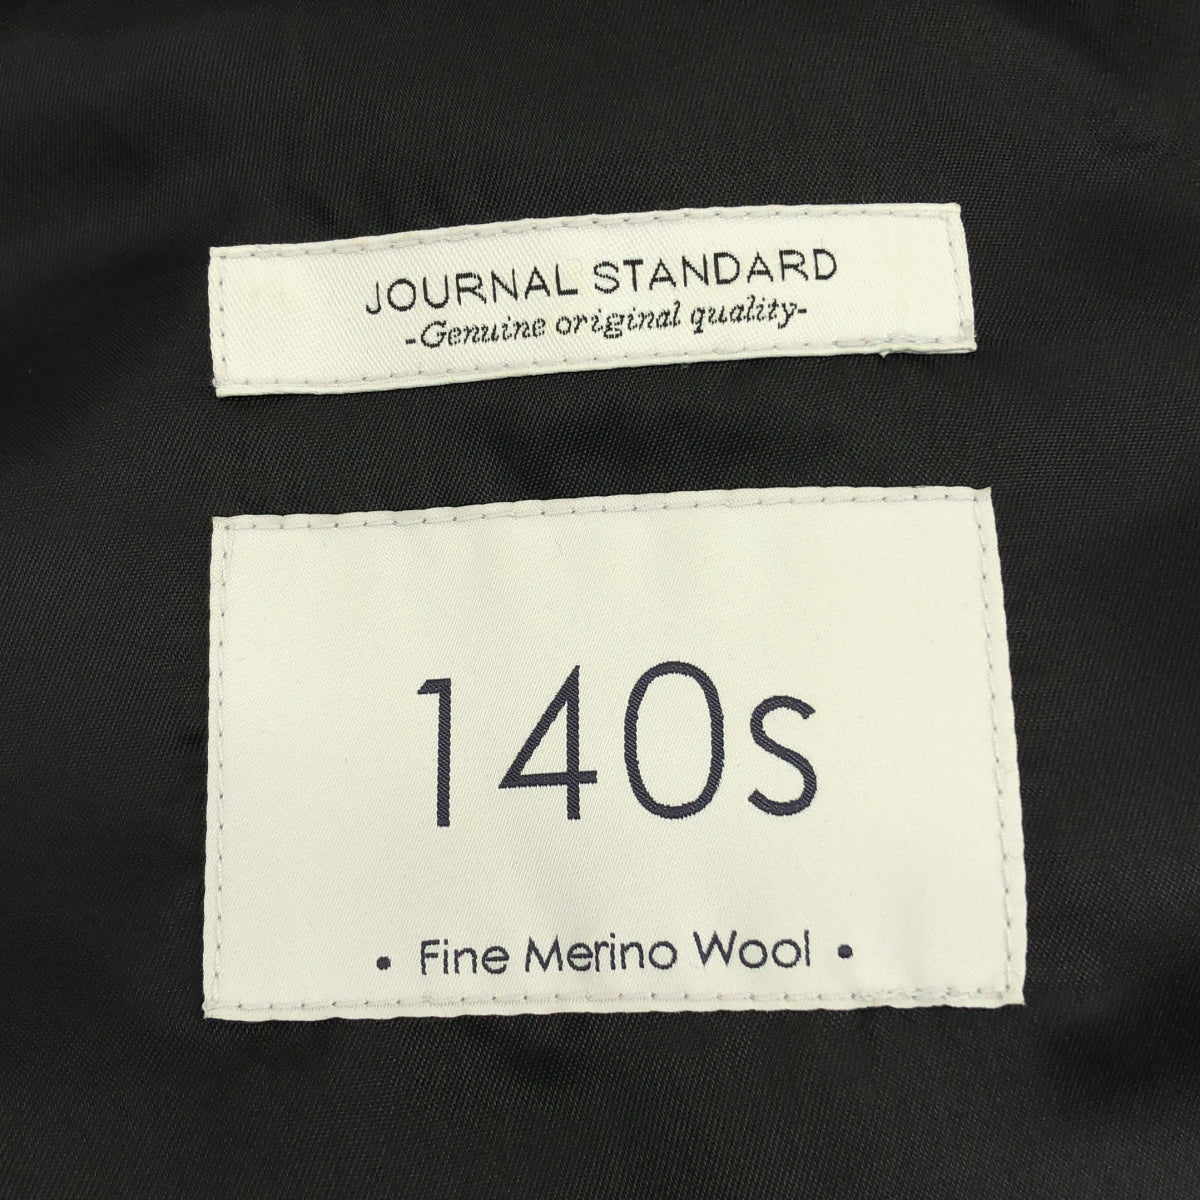 JOURNAL STANDARD
-Genuine original quality-
140s
• Fine Merino Wool •